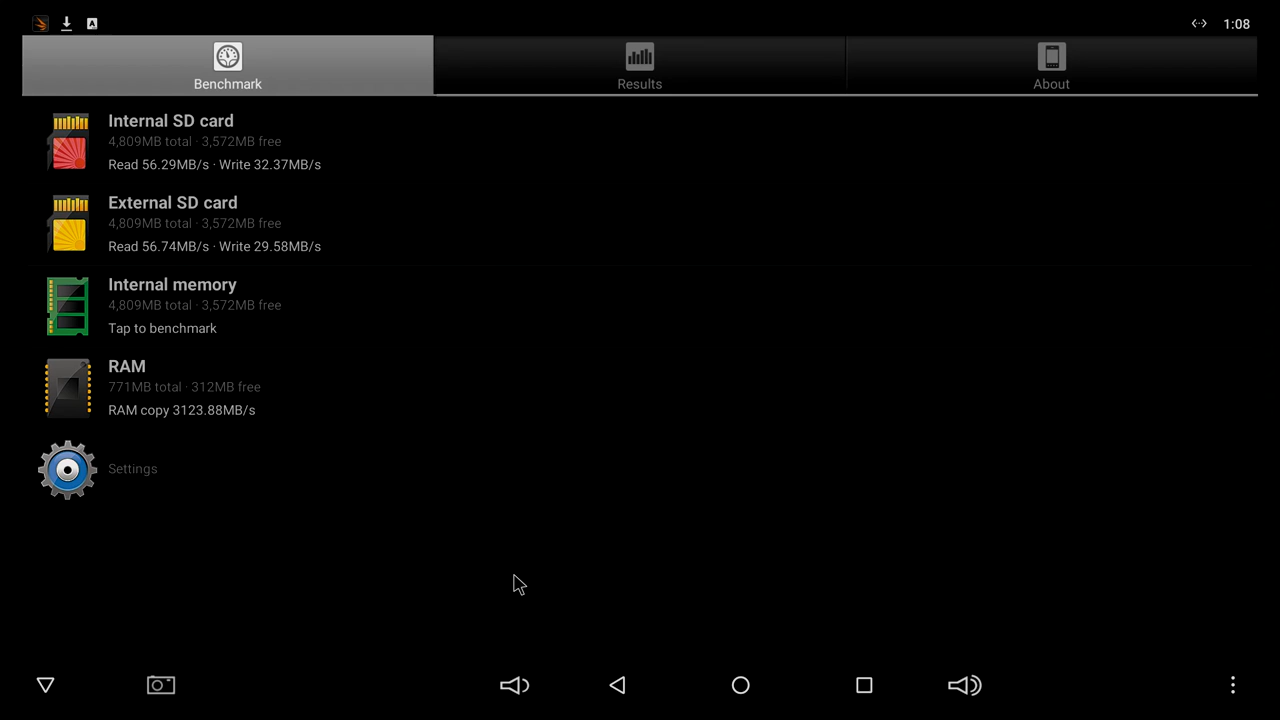 1:08
Benchmark
Results
About
Internal SD card
4,809MB total · 3,572MB free
Read 56.29MB/s · Write 32.37MB/s
External SD card
4,809MB total · 3,572MB free
Read 56.74MB/s · Write 29.58MB/s
Internal memory
4,809MB total · 3,572MB free
Tap to benchmark
RAM
771MB total · 312MB free
RAM copy 3123.88MB/s
Settings